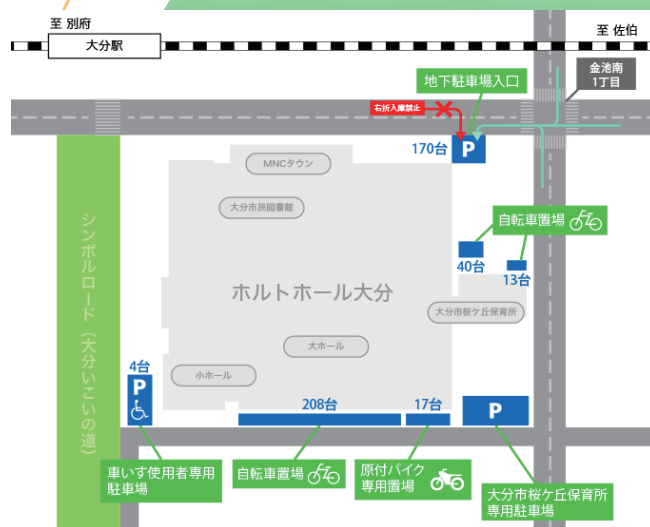 至 別府
大分駅
至 佐伯
金池南
1丁目
地下駐車場入口
右折入庫禁止
170台
P
MNCタウン
大分市民図書館
自転車置場
40台
13台
シンボルロード（大分いこいの道）
ホルトホール大分
大分市桜ケ丘保育所
大ホール
小ホール
4台
P
208台
17台
P
車いす使用者専用
駐車場
自転車置場
原付バイク
専用置場
大分市桜ケ丘保育所
専用駐車場